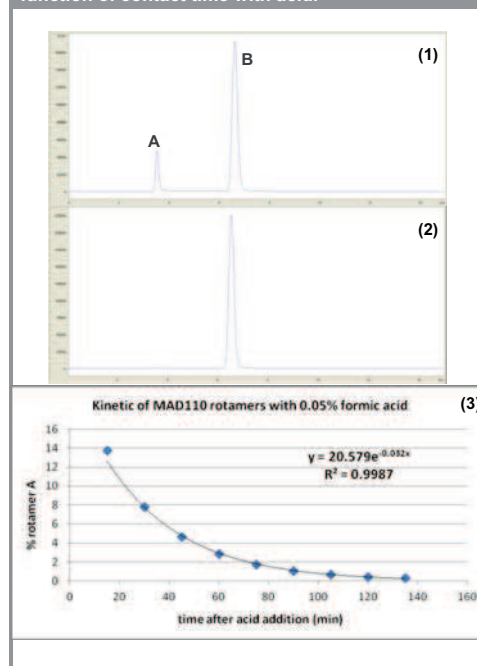 function of contact time with acid.
(1)
B
A
(2)
Kinetic of MAD110 rotamers with 0.05% formic acid
(3)
16
14
12
10
8
6
4
2
0
% rotamer A
y = 20.579e-0.032x
R² = 0.9987
0 20 40 60 80 100 120 140 160
time after acid addition (min)